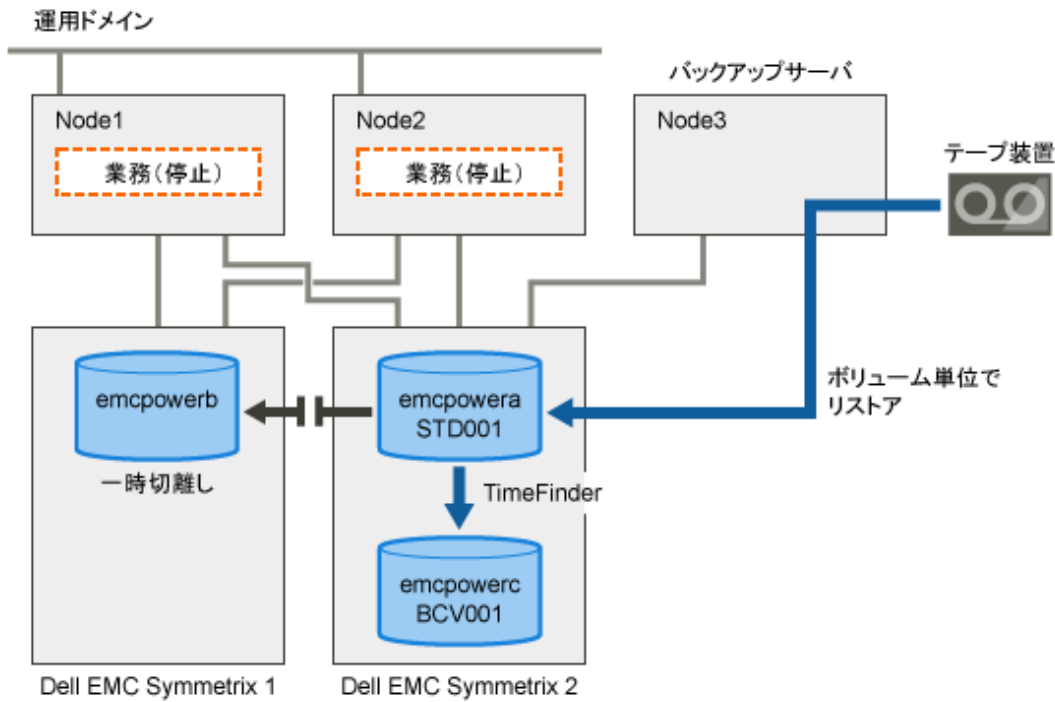 運用ドメイン
バックアップサーバ
Node1
Node2
Node3
業務(停止)
業務(停止)
テープ装置
ボリューム単位で
リストア
emcpowerb
emcpowera
STD001
一時切離し
TimeFinder
emcpowerc
BCV001
Dell EMC Symmetrix 1
Dell EMC Symmetrix 2